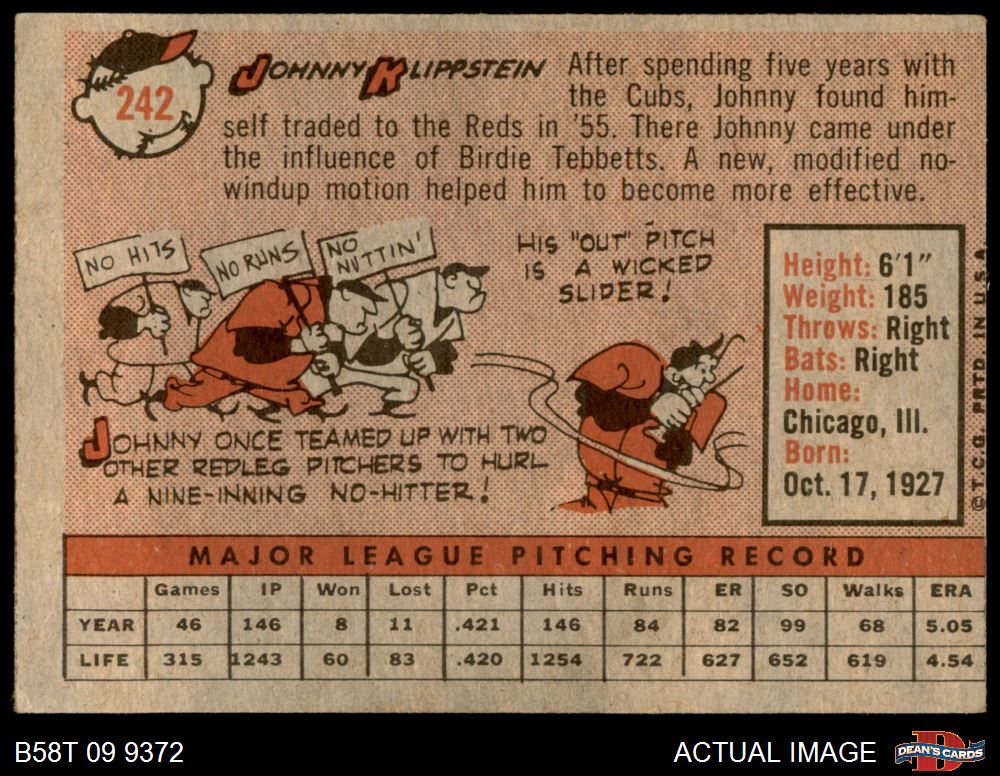 242
JOHNNY KLIPPSTEIN
After spending five years with
the Cubs, Johnny found him-
self traded to the Reds in '55. There Johnny came under
the influence of Birdie Tebbetts. A new, modified no-
windup motion helped him to become more effective.
NO HITS
NO RUNS
NO
NUTTIN'
JOHNNY ONCE TEAMED UP WITH TWO
OTHER REDLEG PITCHERS TO HURL
A NINE-INNING NO-HITTER!
HIS "OUT" PITCH
IS A WICKED
SLIDER!
Height: 6'1"
Weight: 185
Throws: Right
Bats: Right
Home:
Chicago, Ill.
Born:
Oct. 17, 1927
©T.C.G. PRTD. IN U.S.A.
MAJOR LEAGUE PITCHING RECORD
Games IP Won Lost Pct Hits Runs ER SO Walks ERA
YEAR 46 146 8 11 .421 146 84 82 99 68 5.05
LIFE 315 1243 60 83 .420 1254 722 627 652 619 4.54
B58T 09 9372
ACTUAL IMAGE
DEAN'S CARDS